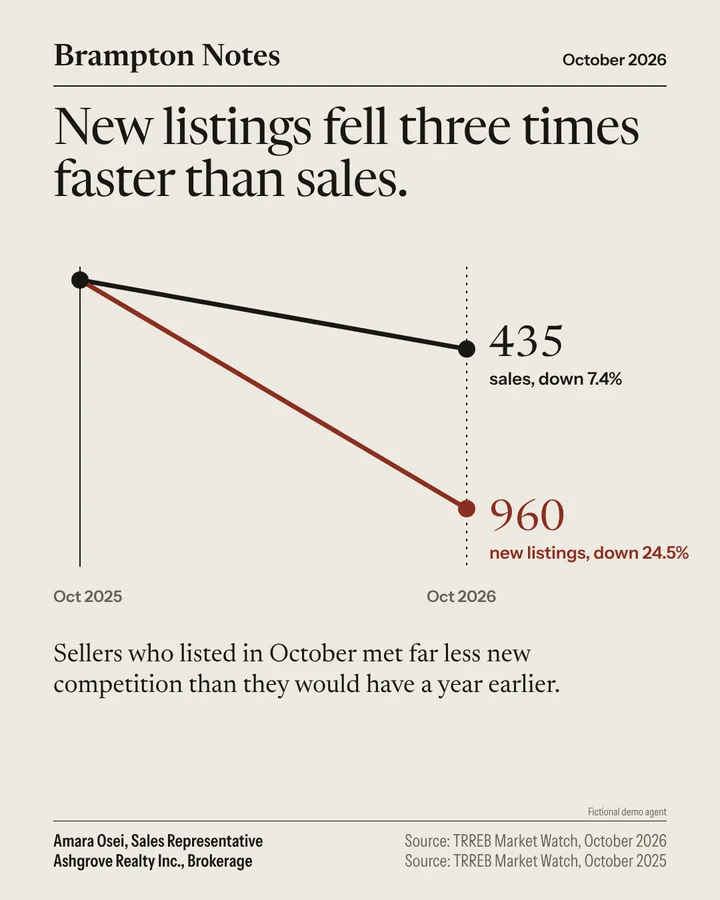 Brampton Notes
October 2026
New listings fell three times
faster than sales.
435
sales, down 7.4%
960
new listings, down 24.5%
Oct 2025
Oct 2026
Sellers who listed in October met far less new
competition than they would have a year earlier.
Fictional demo agent
Amara Osei, Sales Representative
Ashgrove Realty Inc., Brokerage
Source: TRREB Market Watch, October 2026
Source: TRREB Market Watch, October 2025